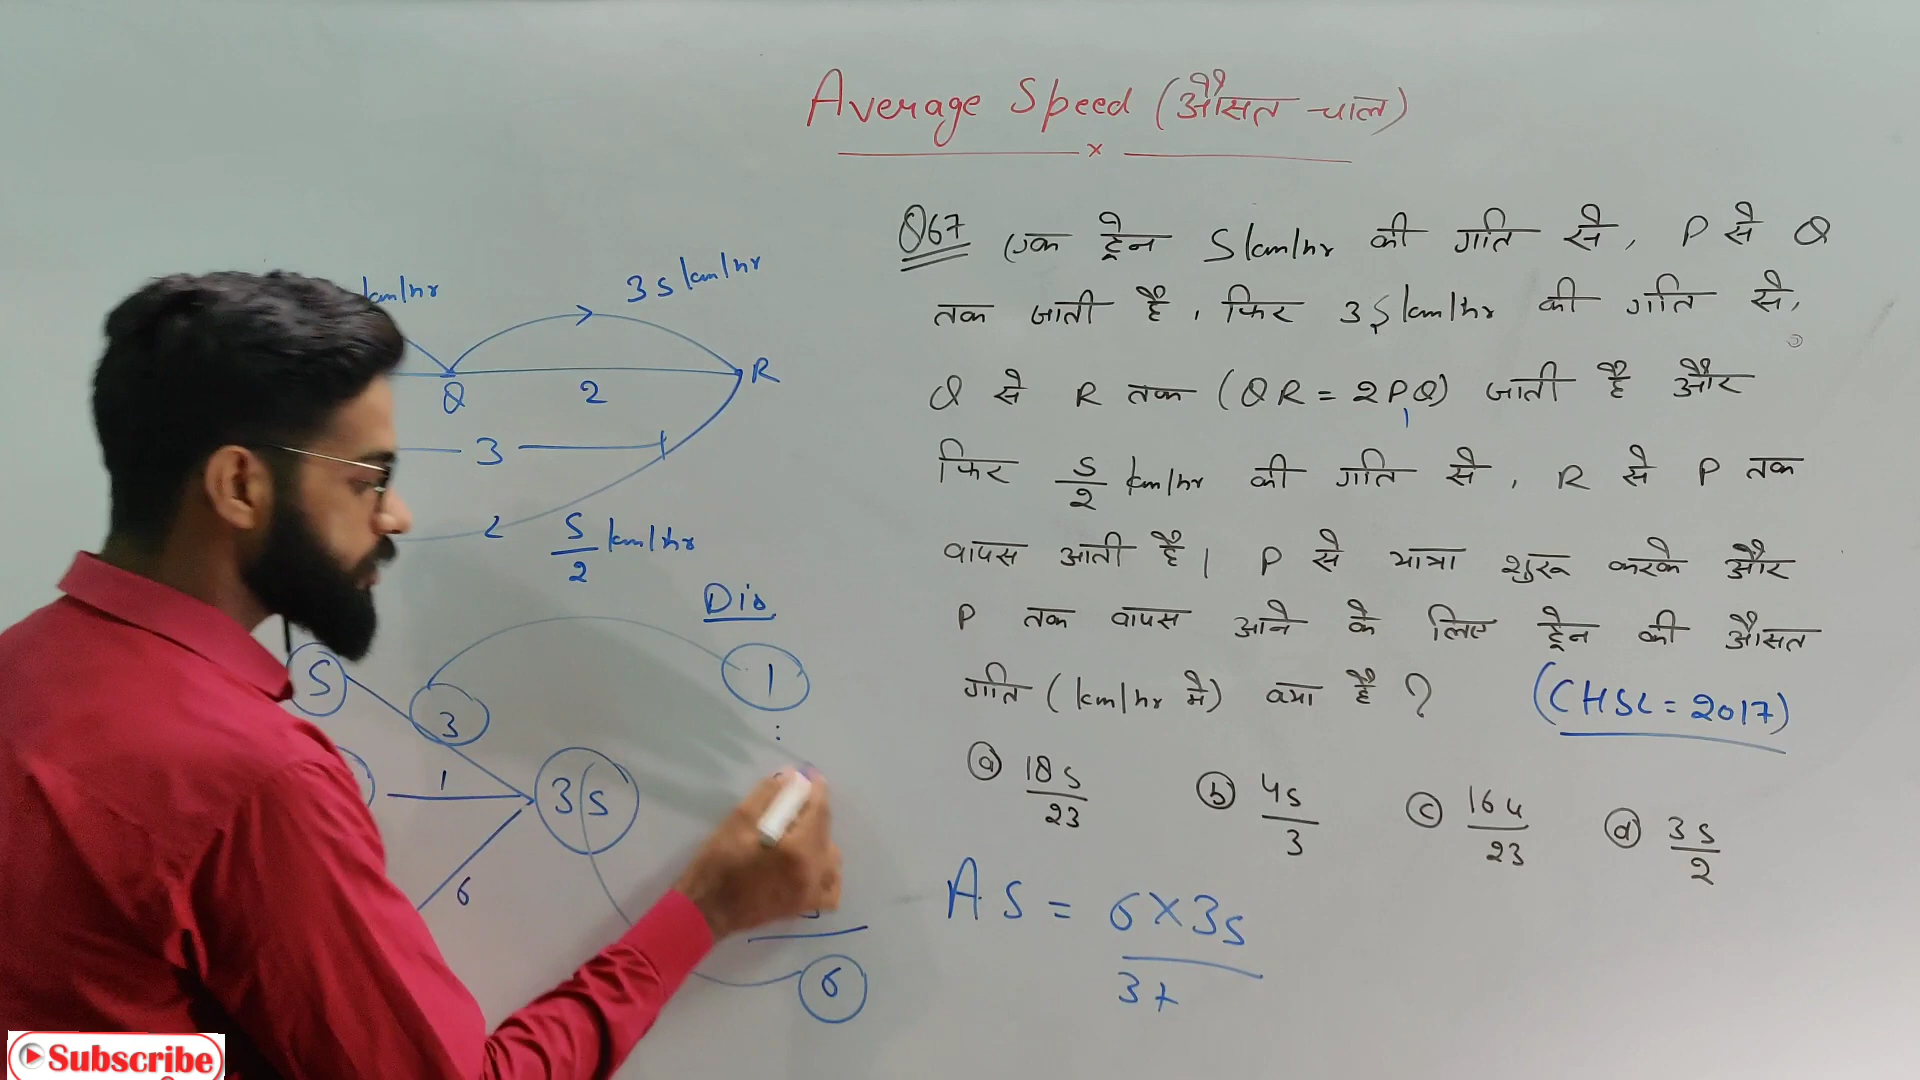 Average Speed (औसत चाल)
Q67 एक ट्रेन S km/hr की गति से, P से Q
तक जाती है, फिर 3S km/hr की गति से,
Q से R तक (QR = 2PQ) जाती है और
1
फिर S/2 km/hr की गति से, R से P तक
वापस आती है। P से यात्रा शुरू करके और
P तक वापस आने के लिए ट्रेन की औसत
गति (km/hr में) क्या है ?
(CHSL = 2017)
(a) 18s/23 (b) 4s/3 (c) 16s/23 (d) 3s/2
A.S = 6×3s
3+
km/hr
3s km/hr
Q 2 R
3
S/2 km/hr
Dis
S 3 1
:
1 3s
6
6
Subscribe